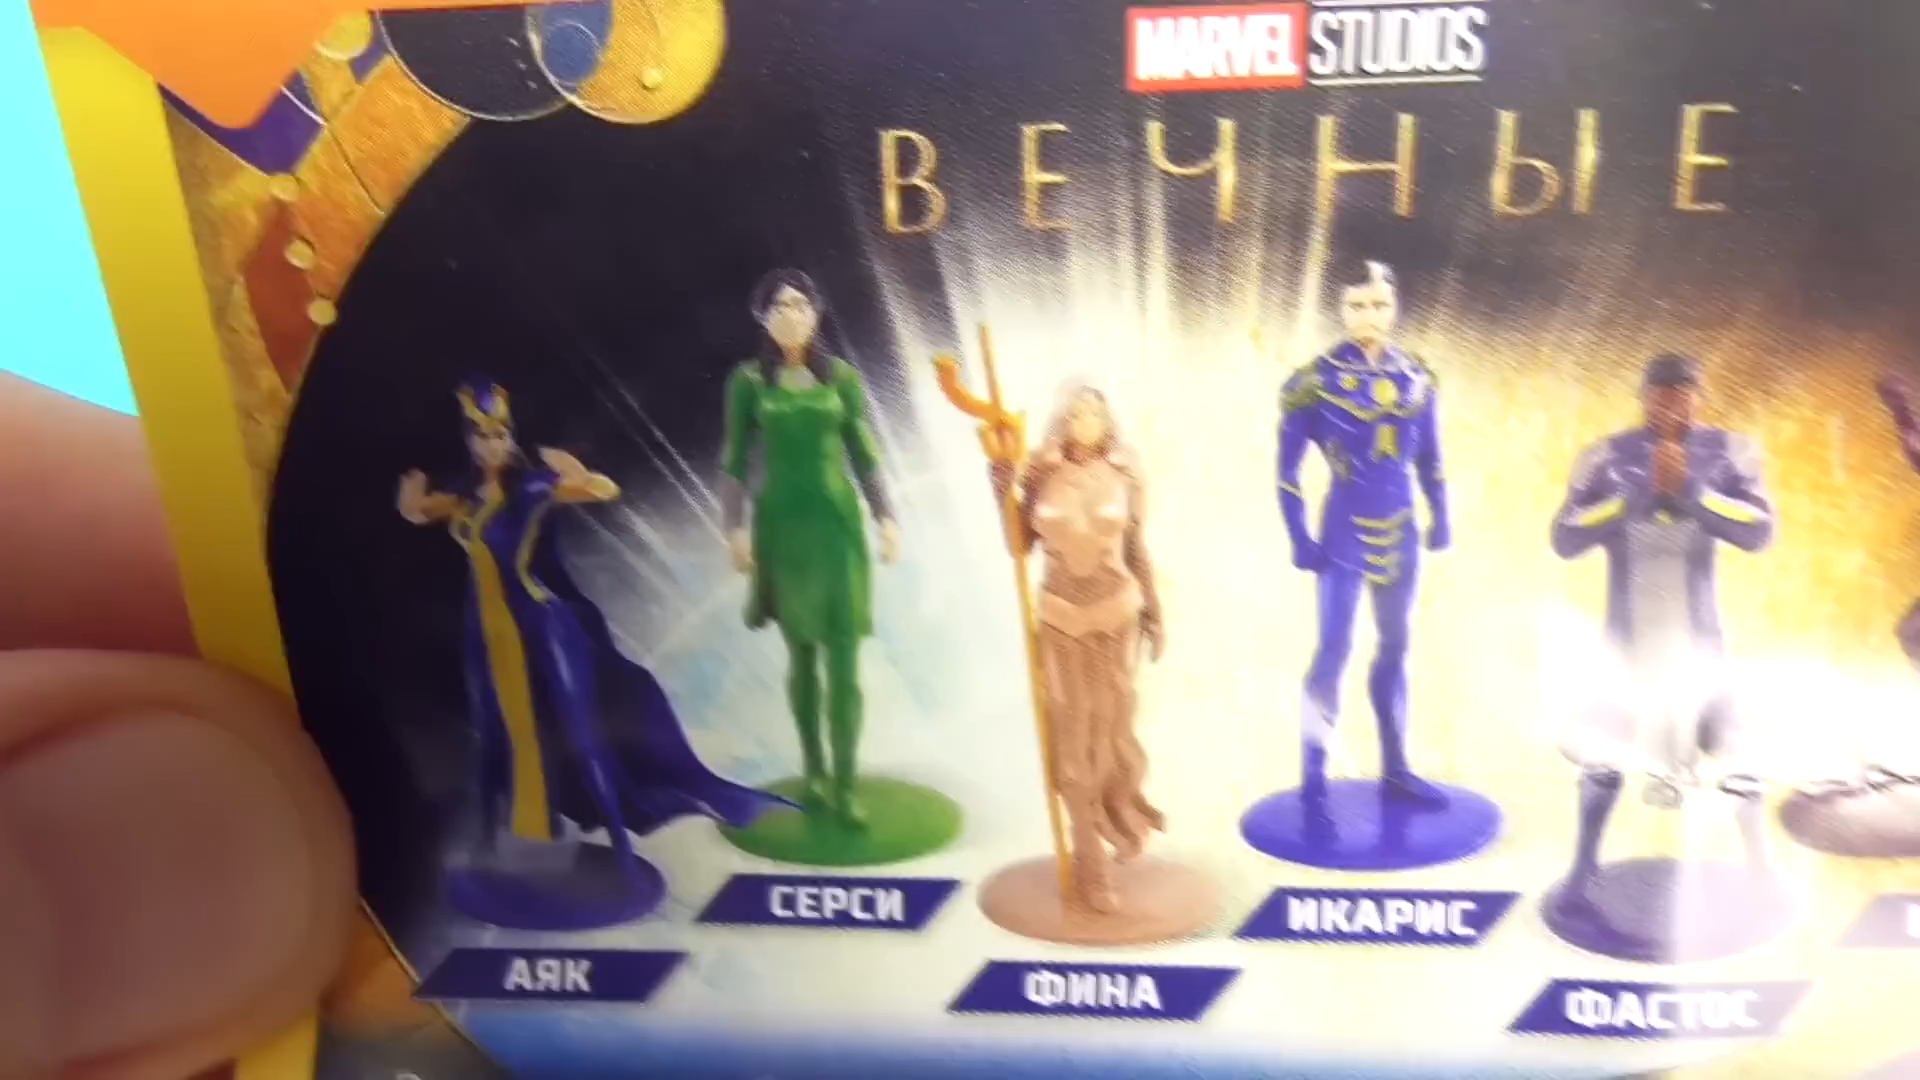 MARVEL STUDIOS
ВЕЧНЫЕ
АЯК
СЕРСИ
ФИНА
ИКАРИС
ФАСТОС